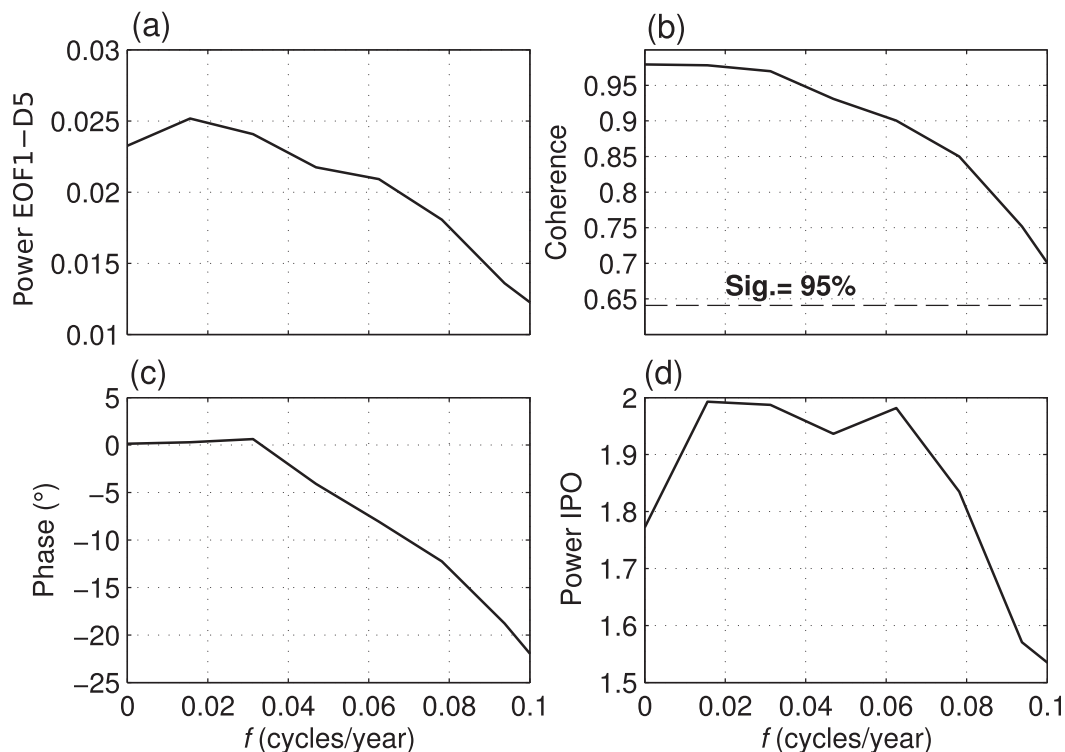 (a)
0.03
0.025
0.02
0.015
0.01
Power EOF1−D5
(b)
0.95
0.9
0.85
0.8
0.75
0.7
0.65
Coherence
Sig.= 95%
(c)
5
0
−5
−10
−15
−20
−25
Phase (°)
0 0.02 0.04 0.06 0.08 0.1
f (cycles/year)
(d)
2
1.9
1.8
1.7
1.6
1.5
Power IPO
0 0.02 0.04 0.06 0.08 0.1
f (cycles/year)